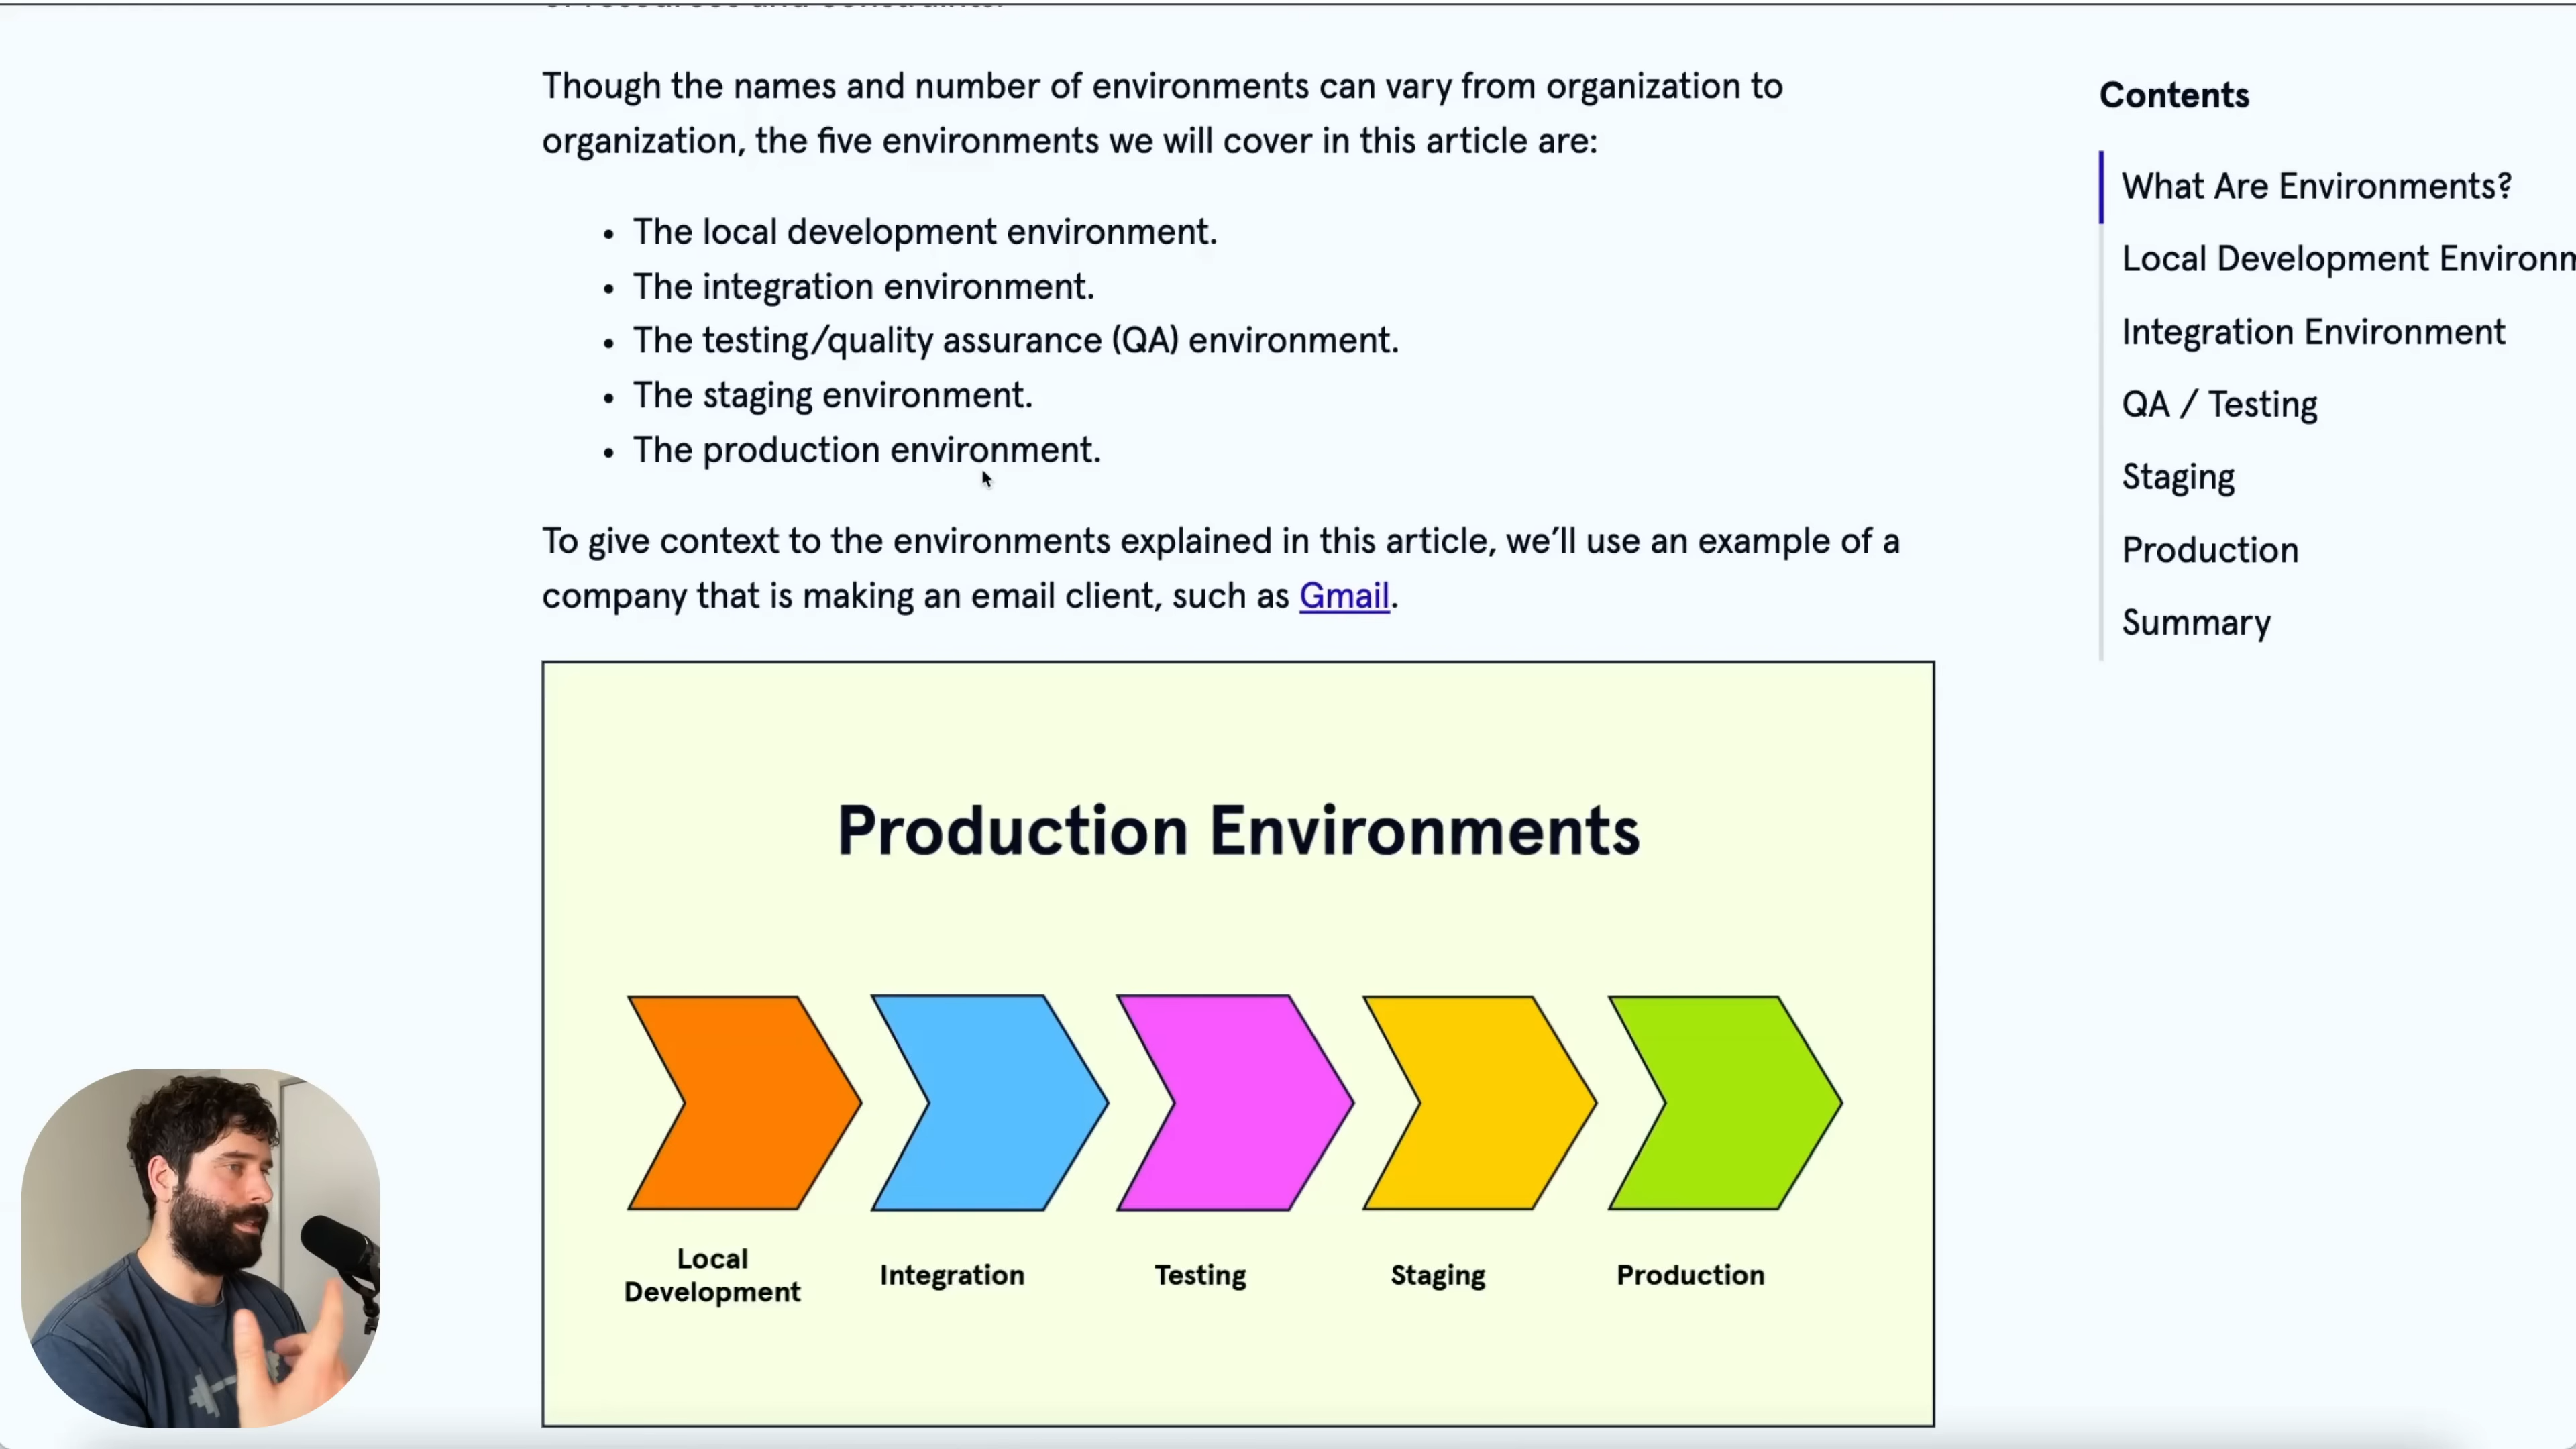 Though the names and number of environments can vary from organization to
organization, the five environments we will cover in this article are:
• The local development environment.
• The integration environment.
• The testing/quality assurance (QA) environment.
• The staging environment.
• The production environment.
To give context to the environments explained in this article, we’ll use an example of a
company that is making an email client, such as Gmail.
Production Environments
Local
Development
Integration
Testing
Staging
Production
Contents
What Are Environments?
Local Development Environm
Integration Environment
QA / Testing
Staging
Production
Summary